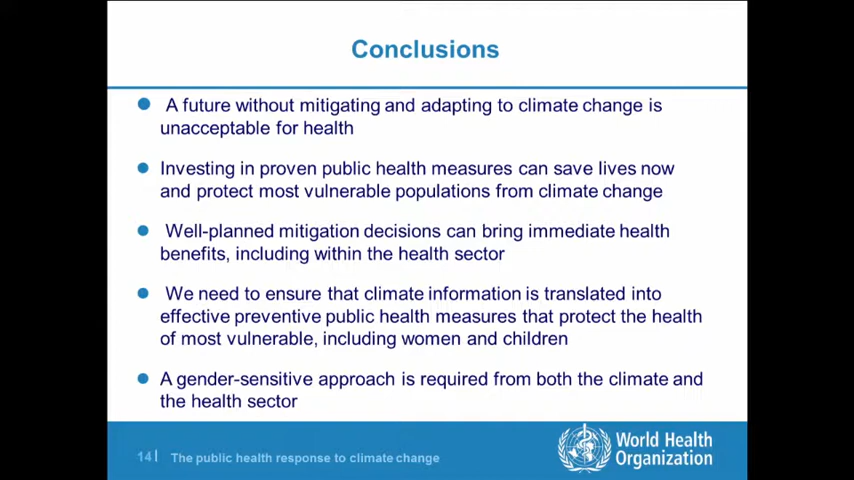 Conclusions
A future without mitigating and adapting to climate change is
unacceptable for health
Investing in proven public health measures can save lives now
and protect most vulnerable populations from climate change
Well-planned mitigation decisions can bring immediate health
benefits, including within the health sector
We need to ensure that climate information is translated into
effective preventive public health measures that protect the health
of most vulnerable, including women and children
A gender-sensitive approach is required from both the climate and
the health sector
14| The public health response to climate change
World Health
Organization